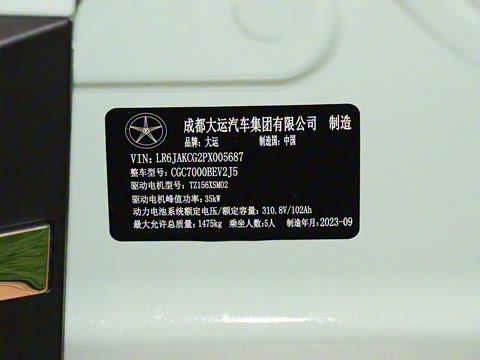 成都大运汽车集团有限公司 制造
品牌：大运 制造国：中国
VIN：LR6JAKCG2PX005687
整车型号：CGC7000BEV2J5
驱动电机型号：TZ156XSM02
驱动电机峰值功率：35kW
动力电池系统额定电压/额定容量：310.8V/102Ah
最大允许总质量：1475kg 乘坐人数：5人 制造年月：2023-09